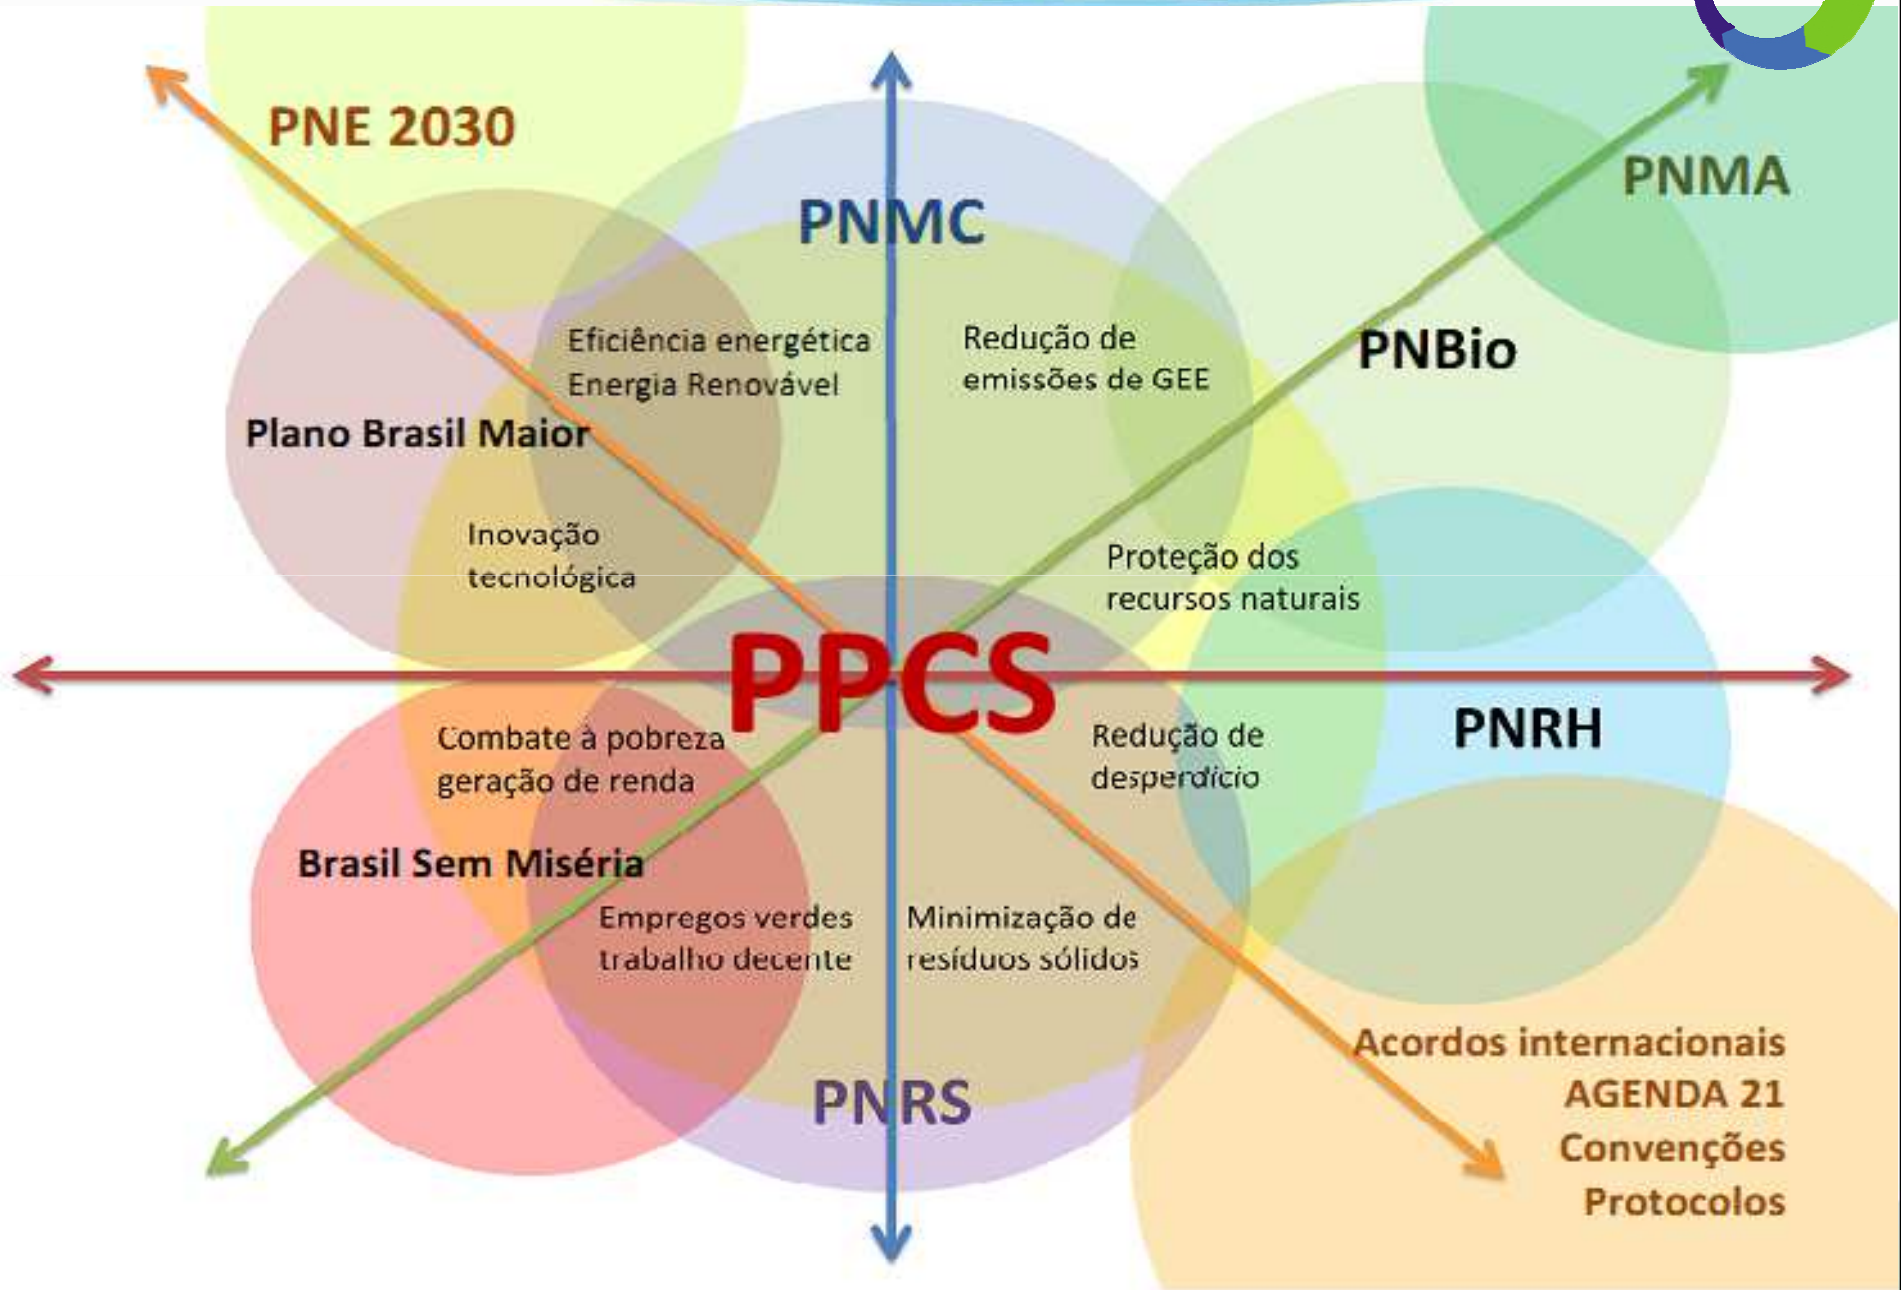 PNE 2030
PNMC
PNMA
Eficiência energética
Energia Renovável
Redução de
emissões de GEE
PNBio
Plano Brasil Maior
Inovação
tecnológica
Proteção dos
recursos naturais
PPCS
PNRH
Combate à pobreza
geração de renda
Redução de
desperdício
Brasil Sem Miséria
Empregos verdes
trabalho decente
Minimização de
resíduos sólidos
PNRS
Acordos internacionais
AGENDA 21
Convenções
Protocolos